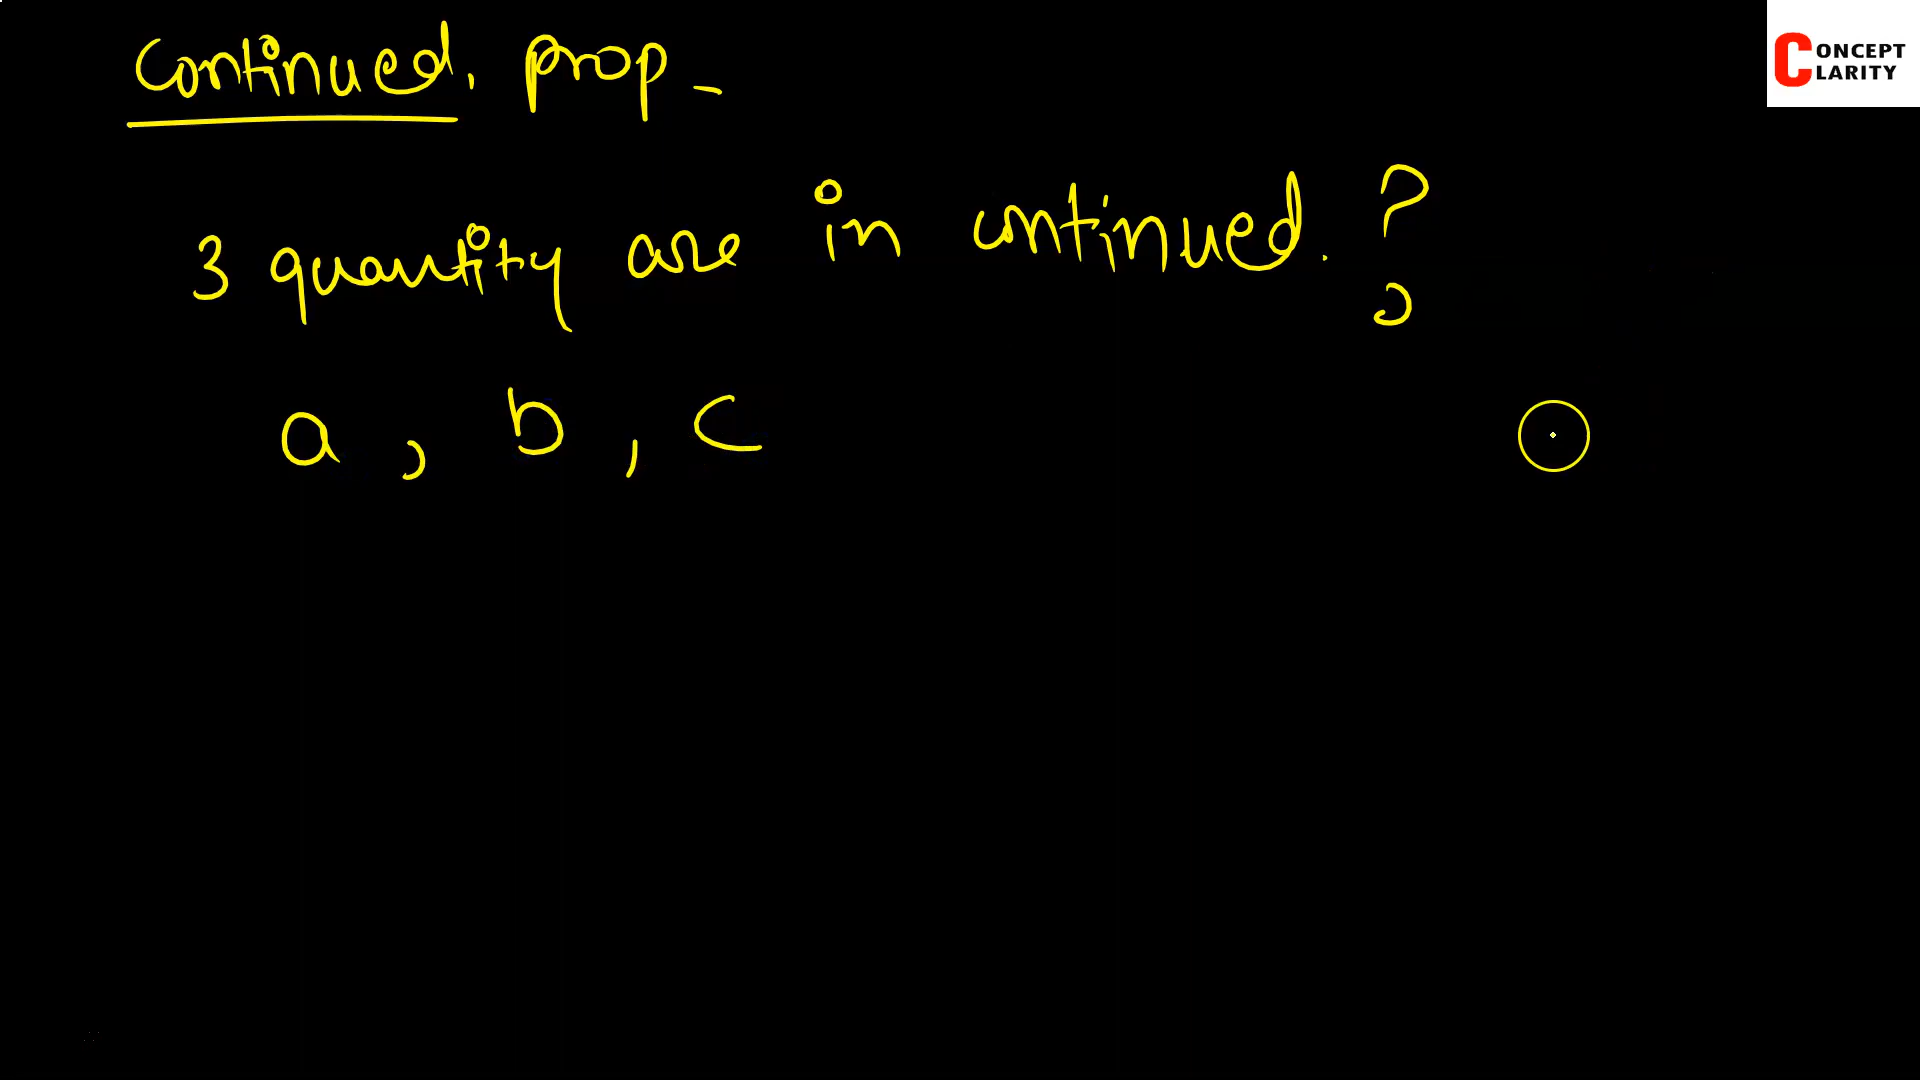 Continued. prop -
CONCEPT
CLARITY
3 quantity are in continued. ?
a , b , c